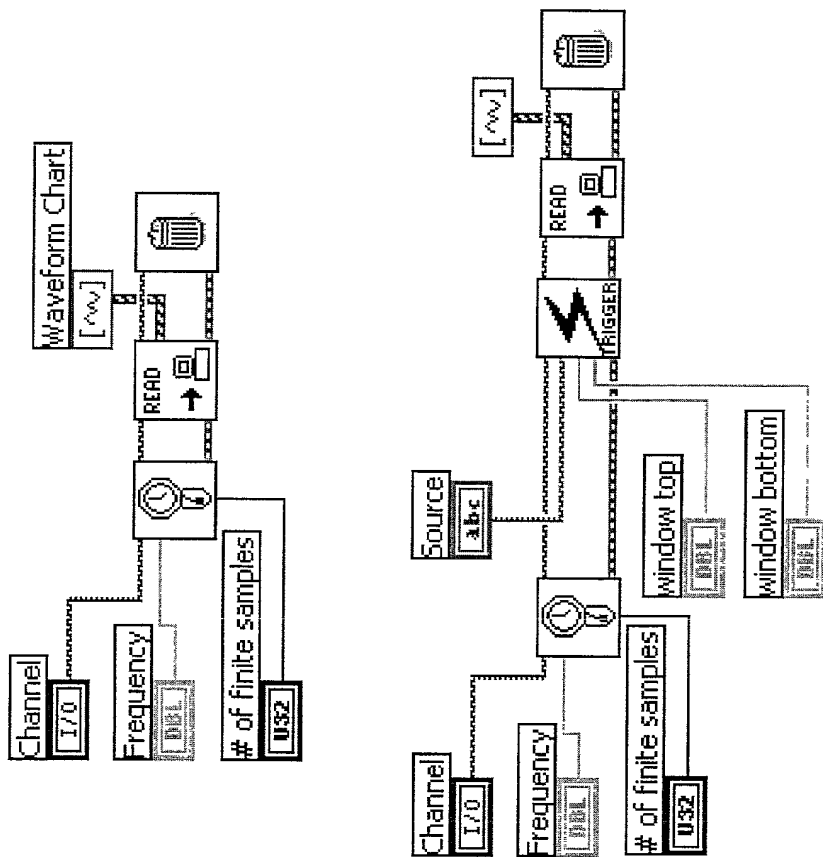 Channel
I/O
Frequency
DBL
# of finite samples
U32
READ
Waveform Chart
Channel
I/O
Frequency
DBL
# of finite samples
U32
Source
abc
window top
DBL
window bottom
DBL
TRIGGER
READ